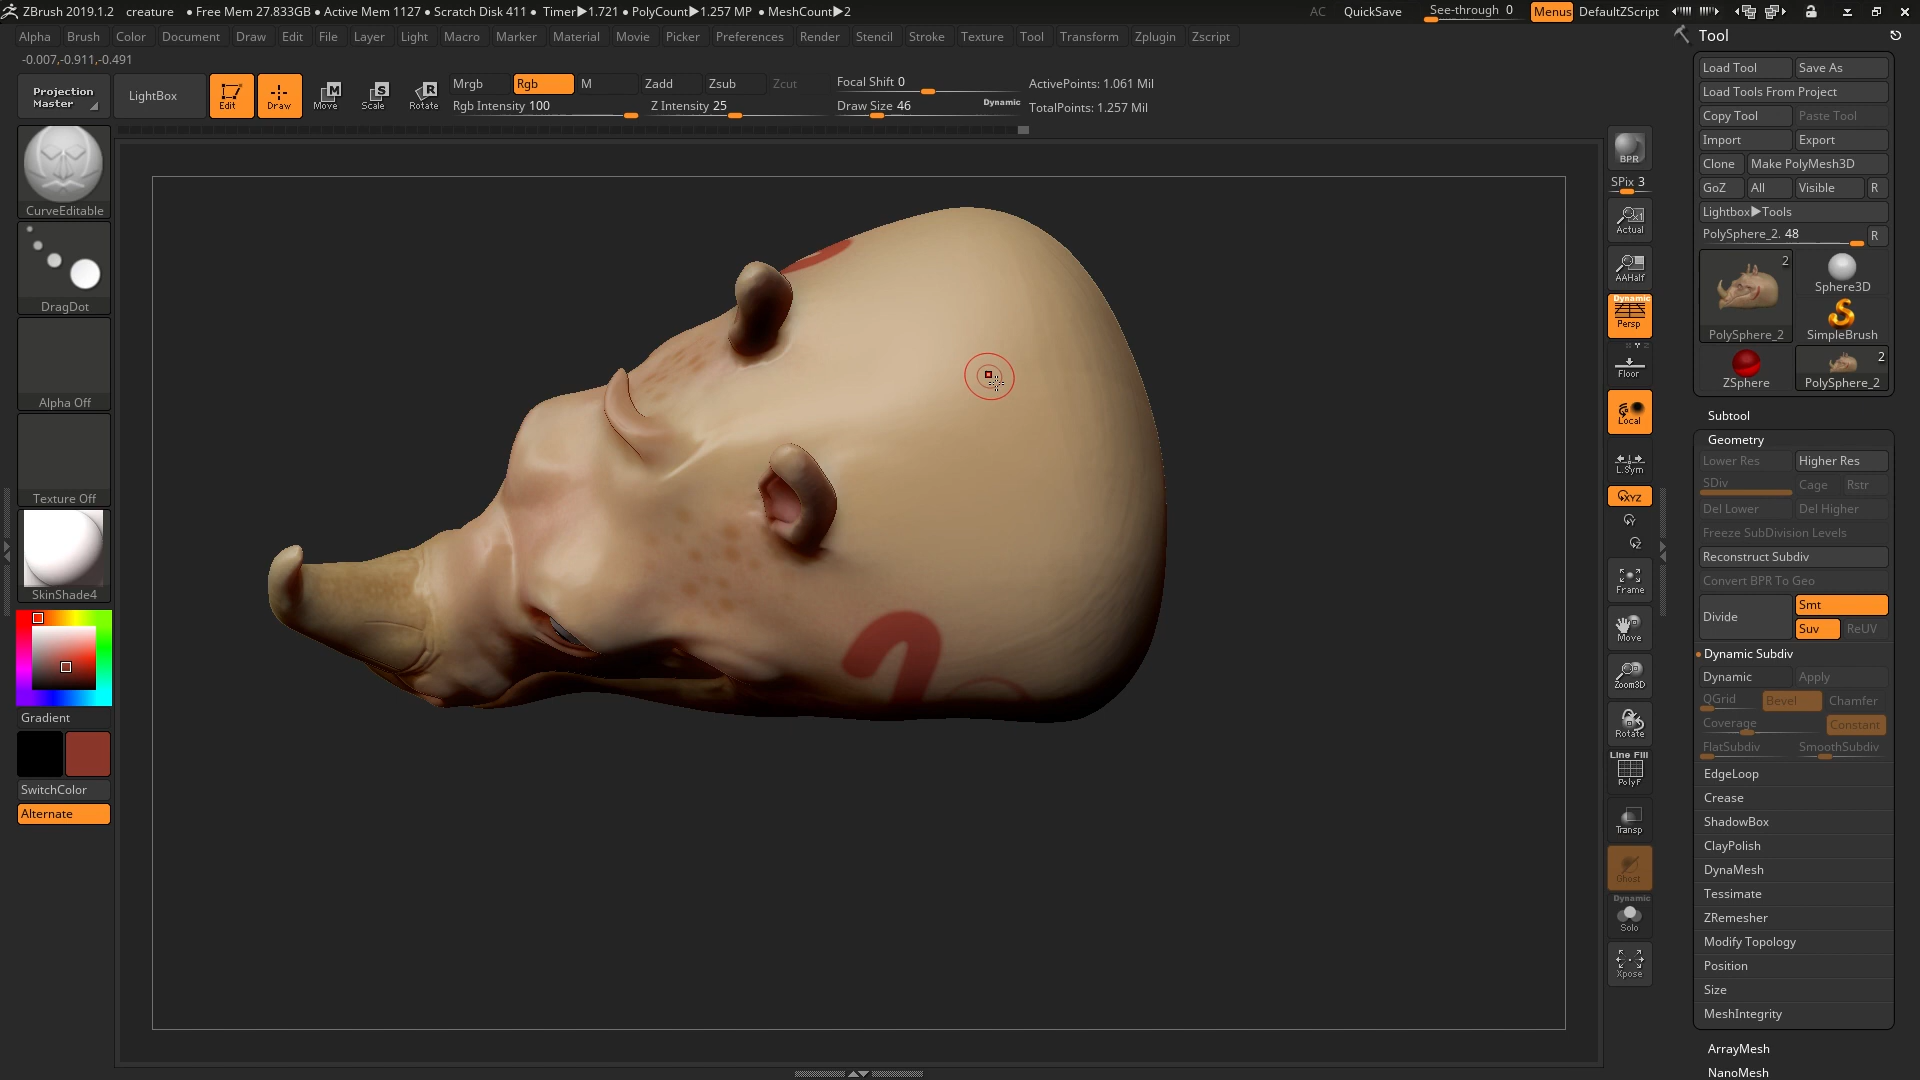 ZBrush 2019.1.2 creature ● Free Mem 27.833GB ● Active Mem 1127 ● Scratch Disk 411 ● Timer▶1.721 ● PolyCount▶1.257 MP ● MeshCount▶2 AC QuickSave See-through 0 Menus DefaultZScript
Alpha Brush Color Document Draw Edit File Layer Light Macro Marker Material Movie Picker Preferences Render Stencil Stroke Texture Tool Transform Zplugin Zscript
-0.007,-0.911,-0.491
Projection Master
LightBox
Edit
Draw
Move
Scale
Rotate
Mrgb Rgb M Zadd Zsub Zcut
Rgb Intensity 100 Z Intensity 25
Focal Shift 0
Draw Size 46 Dynamic
ActivePoints: 1.061 Mil
TotalPoints: 1.257 Mil
CurveEditable
DragDot
Alpha Off
Texture Off
SkinShade4
Gradient
SwitchColor
Alternate
BPR
SPix 3
Actual
AAHalf
Dynamic
Persp
Floor
Local
L.Sym
XYZ
Y
Z
Frame
Move
Zoom3D
Rotate
Line Fill
PolyF
Transp
Ghost
Dynamic
Solo
Xpose
Tool
Load Tool Save As
Load Tools From Project
Copy Tool Paste Tool
Import Export
Clone Make PolyMesh3D
GoZ All Visible R
Lightbox▶Tools
PolySphere_2. 48 R
2
PolySphere_2
Sphere3D
SimpleBrush
ZSphere
2
PolySphere_2
Subtool
Geometry
Lower Res Higher Res
SDiv Cage Rstr
Del Lower Del Higher
Freeze SubDivision Levels
Reconstruct Subdiv
Convert BPR To Geo
Divide Smt
Suv ReUV
Dynamic Subdiv
Dynamic Apply
QGrid Bevel Chamfer
Coverage Constant
FlatSubdiv SmoothSubdiv
EdgeLoop
Crease
ShadowBox
ClayPolish
DynaMesh
Tessimate
ZRemesher
Modify Topology
Position
Size
MeshIntegrity
ArrayMesh
NanoMesh